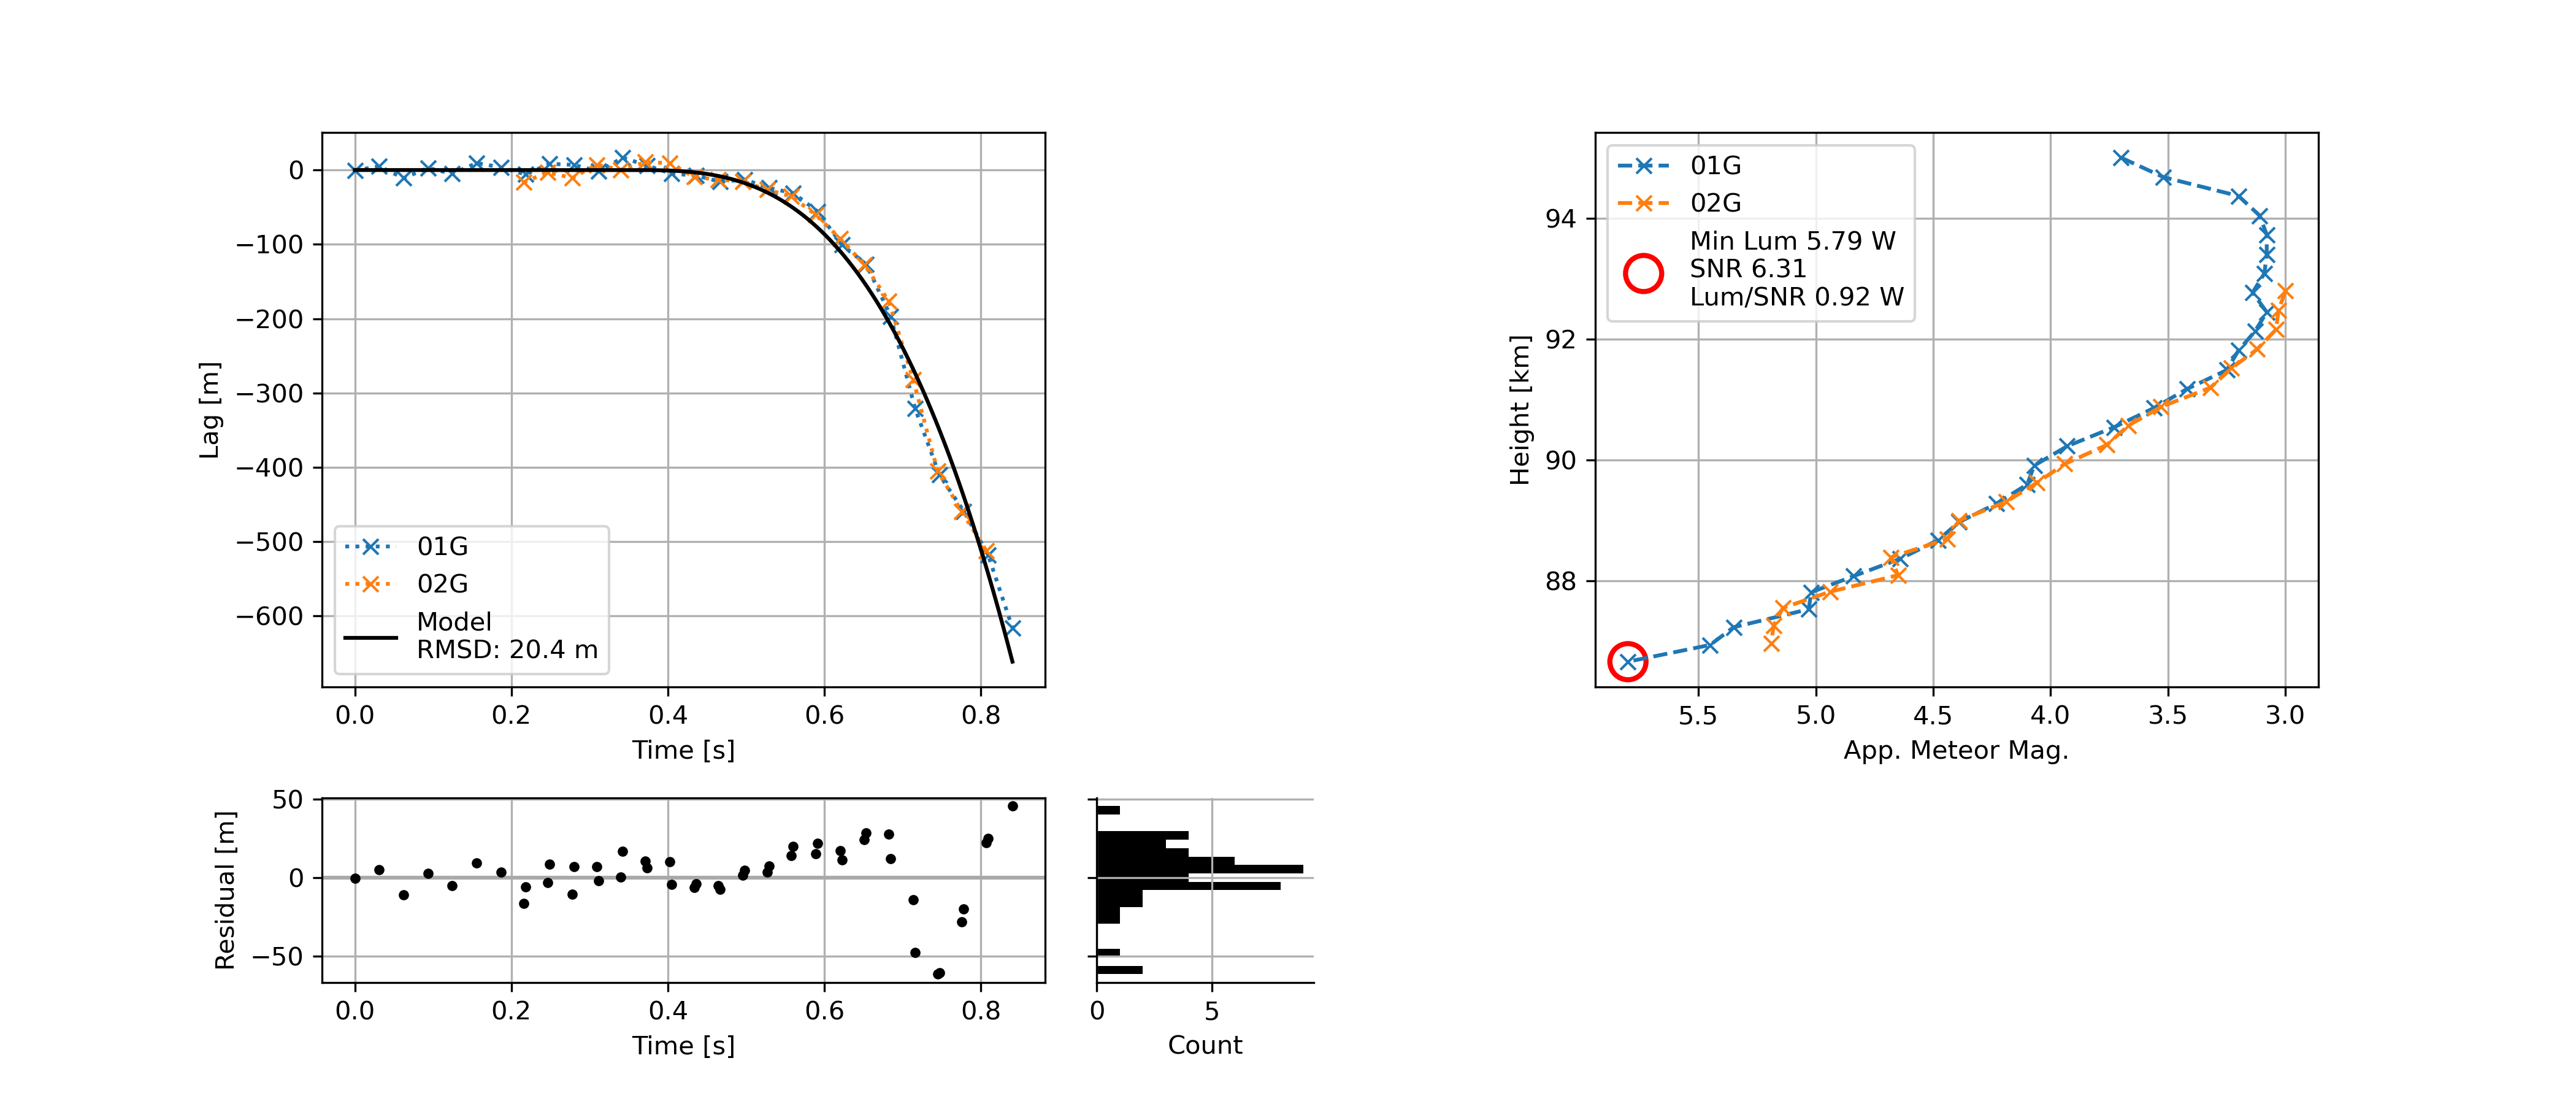 0
−100
−200
−300
−400
−500
−600
Lag [m]
01G
02G
Model
RMSD: 20.4 m
0.0 0.2 0.4 0.6 0.8
Time [s]
94
92
90
88
Height [km]
01G
02G
Min Lum 5.79 W
SNR 6.31
Lum/SNR 0.92 W
5.5 5.0 4.5 4.0 3.5 3.0
App. Meteor Mag.
50
0
−50
Residual [m]
0.0 0.2 0.4 0.6 0.8
Time [s]
0 5
Count